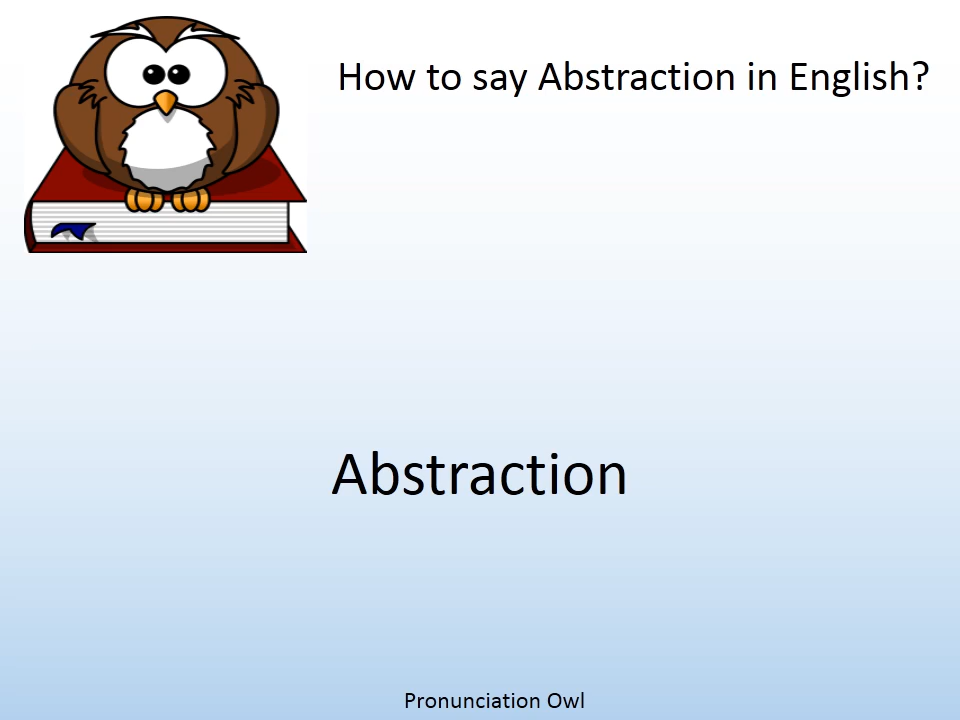 How to say Abstraction in English?
Abstraction
Pronunciation Owl